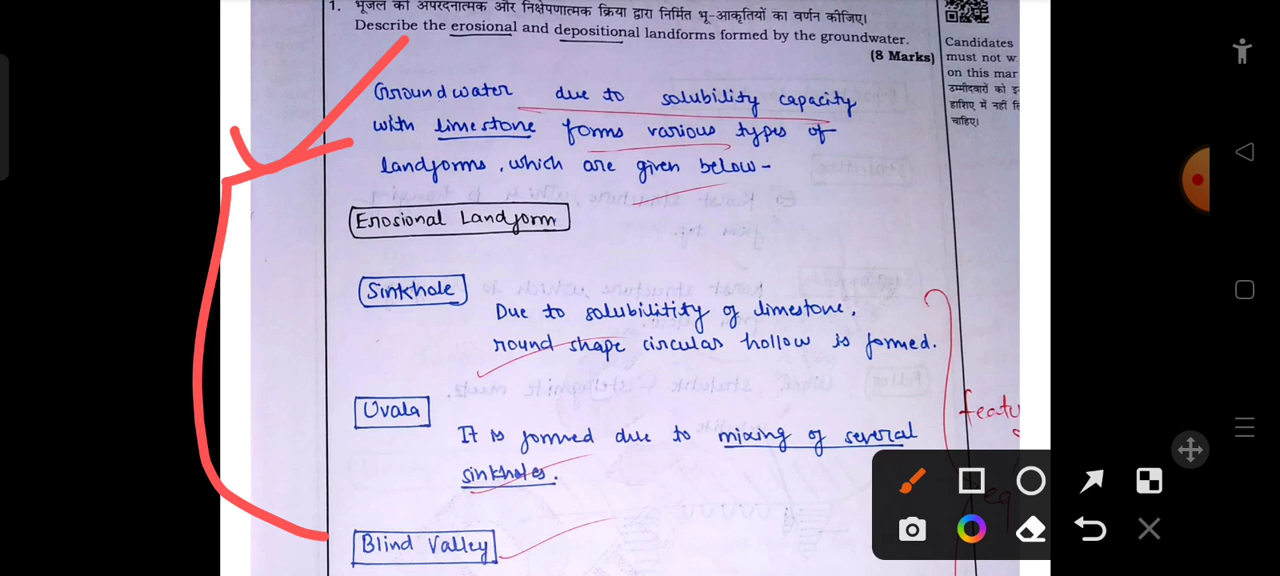 1. भूजल की अपरदनात्मक और निक्षेपणात्मक क्रिया द्वारा निर्मित भू-आकृतियों का वर्णन कीजिए।
Describe the erosional and depositional landforms formed by the groundwater.
(8 Marks)
Candidates
must not w
on this mar
उम्मीदवारों को इ
हाशिए में नहीं
चाहिए।
Groundwater due to solubility capacity
with limestone forms various types of
landforms, which are given below-
Erosional Landform
Sinkhole
Due to solubilitity of limestone,
round shape circular hollow is formed.
Uvala
It is formed due to mixing of several
sinkholes.
featu
Blind Valley